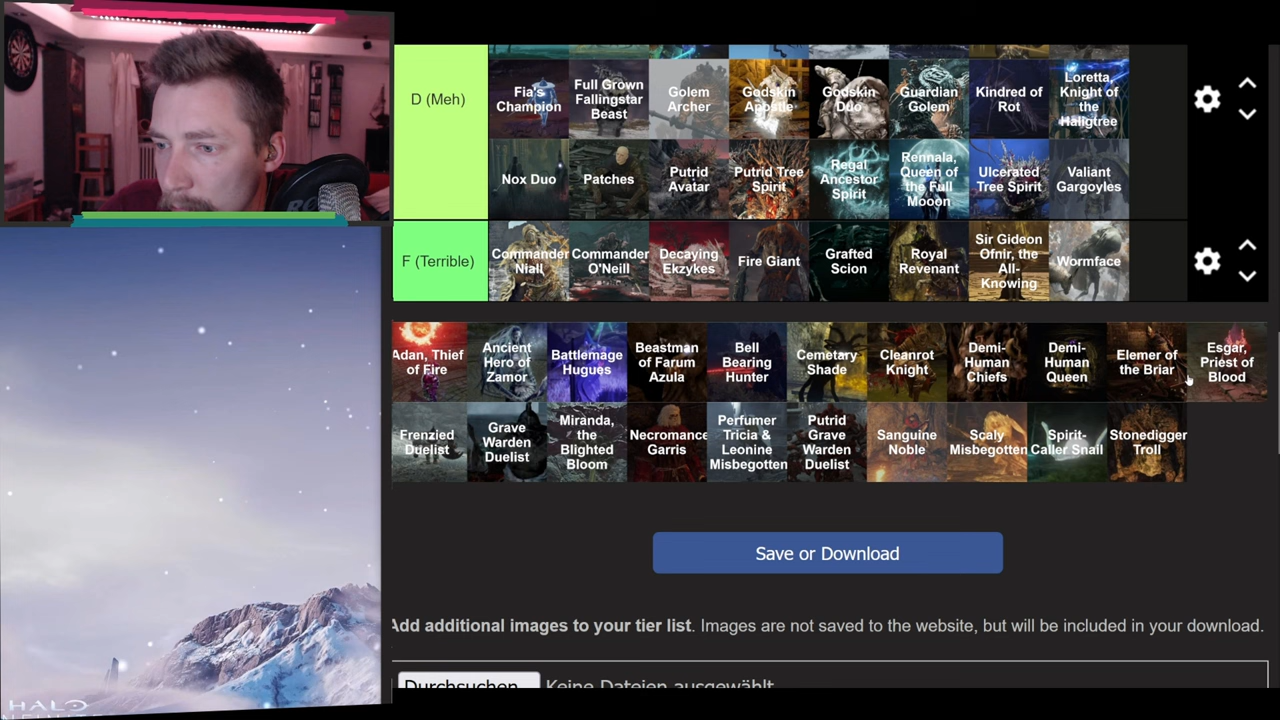 D (Meh)
Fia's
Champion
Full Grown
Fallingstar
Beast
Golem
Archer
Godskin
Apostle
Godskin
Duo
Guardian
Golem
Kindred of
Rot
Loretta,
Knight of
the
Haligtree
Nox Duo
Patches
Putrid
Avatar
Putrid Tree
Spirit
Regal
Ancestor
Spirit
Rennala,
Queen of
the Full
Mooon
Ulcerated
Tree Spirit
Valiant
Gargoyles
F (Terrible)
Commander
Niall
Commander
O'Neill
Decaying
Ekzykes
Fire Giant
Grafted
Scion
Royal
Revenant
Sir Gideon
Ofnir, the
All-
Knowing
Wormface
Adan, Thief
of Fire
Ancient
Hero of
Zamor
Battlemage
Hugues
Beastman
of Farum
Azula
Bell
Bearing
Hunter
Cemetary
Shade
Cleanrot
Knight
Demi-
Human
Chiefs
Demi-
Human
Queen
Elemer of
the Briar
Esgar,
Priest of
Blood
Frenzied
Duelist
Grave
Warden
Duelist
Miranda,
the
Blighted
Bloom
Necromance
Garris
Perfumer
Tricia &
Leonine
Misbegotten
Putrid
Grave
Warden
Duelist
Sanguine
Noble
Scaly
Misbegotten
Spirit-
Caller Snail
Stonedigger
Troll
Save or Download
Add additional images to your tier list. Images are not saved to the website, but will be included in your download.
Durchsuchen... Keine Dateien ausgewählt.
HALO